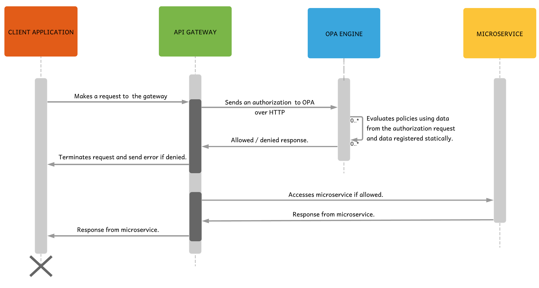 CLIENT APPLICATION
API GATEWAY
OPA ENGINE
MICROSERVICE
Makes a request to the gateway
Sends an authorization to OPA
over HTTP
Evaluates policies using data
from the authorization request
and data registered statically.
Allowed / denied response.
Terminates request and send error if denied.
Accesses microservice if allowed.
Response from microservice.
Response from microservice.